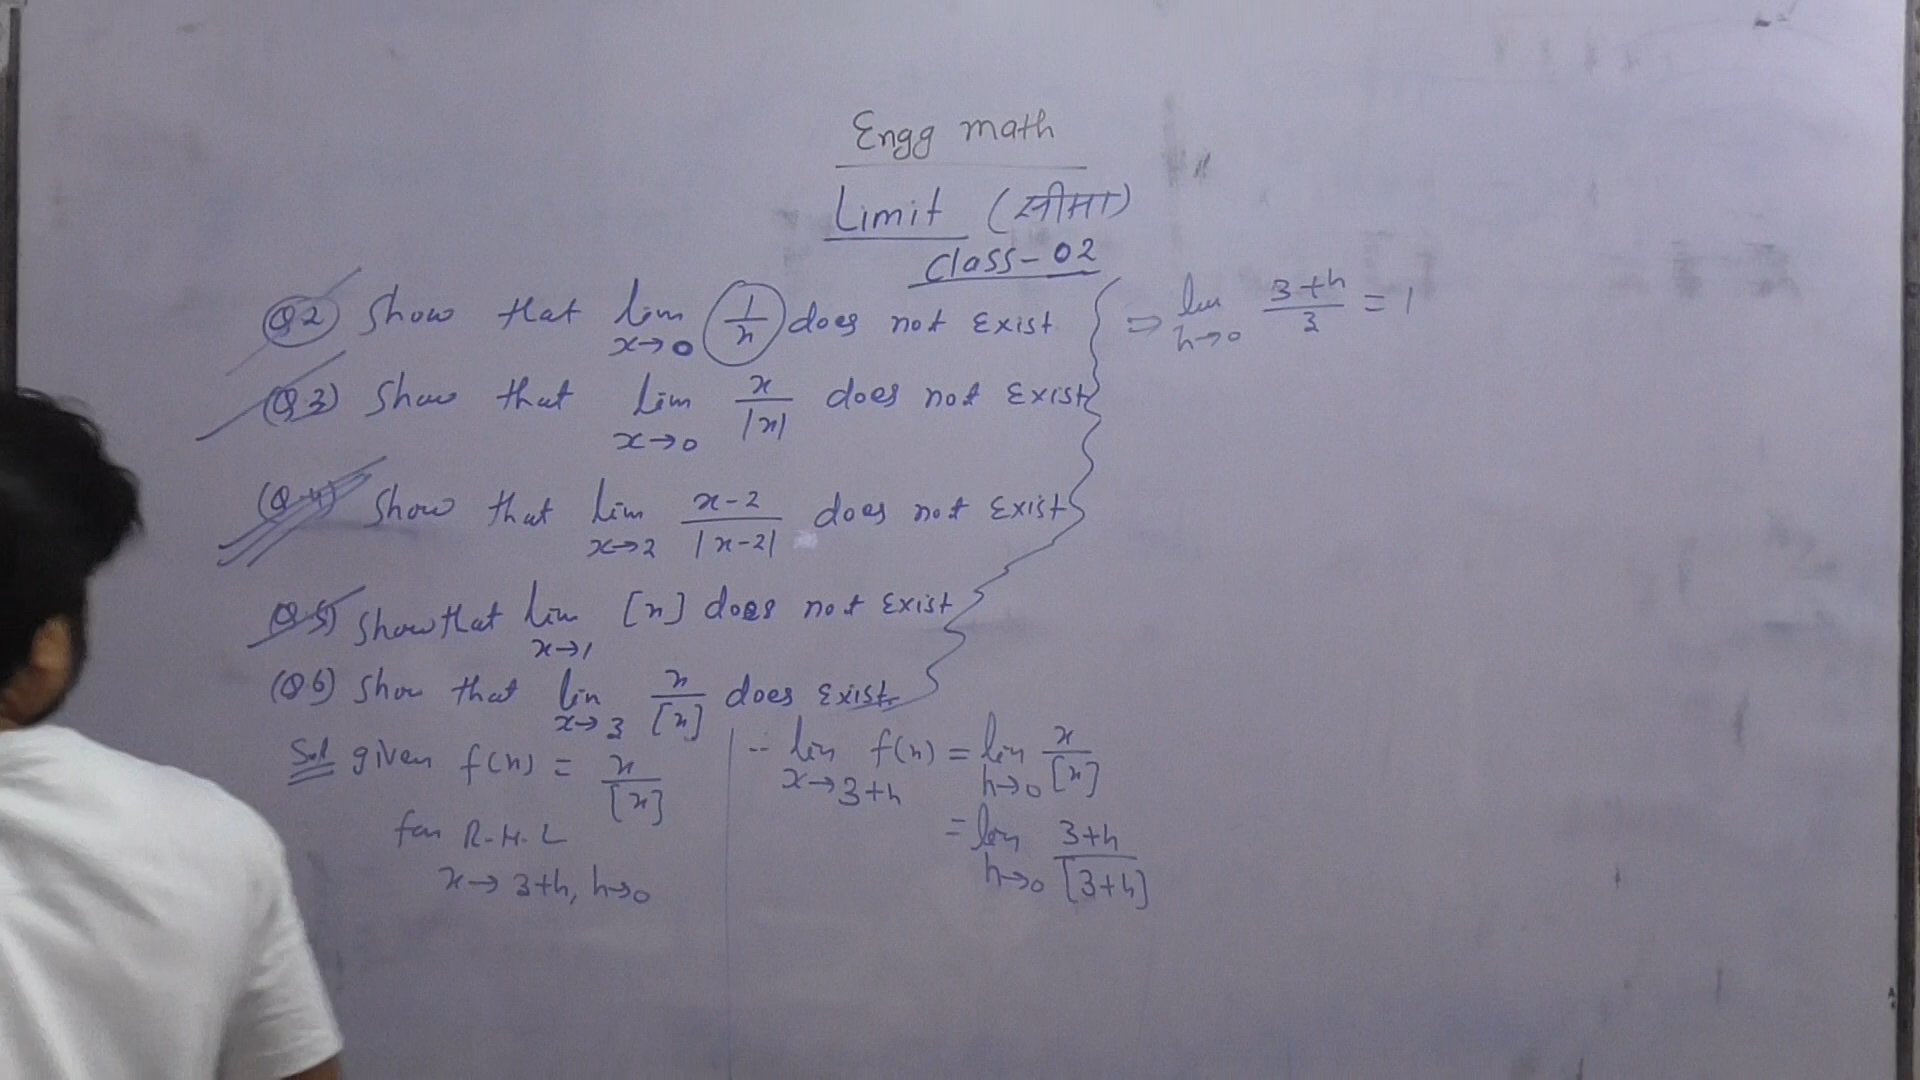 Engg math
Limit (सीमा)
Class-02
(Q2) Show that lim x→0 1/x does not Exist
(Q3) Show that lim x→0 x/|x| does not Exist
(Q.4) Show that lim x→2 x-2/|x-2| does not Exist
(Q5) Show that lim x→1 [x] does not Exist
(Q6) Show that lim x→3 x/[x] does Exist
Sol given f(x) = x/[x]
for R.H.L
x→3+h, h→0
∴ lim x→3+h f(x) = lim h→0 x/[x]
= lim h→0 3+h/[3+h]
⇒ lim h→0 3+h/3 = 1